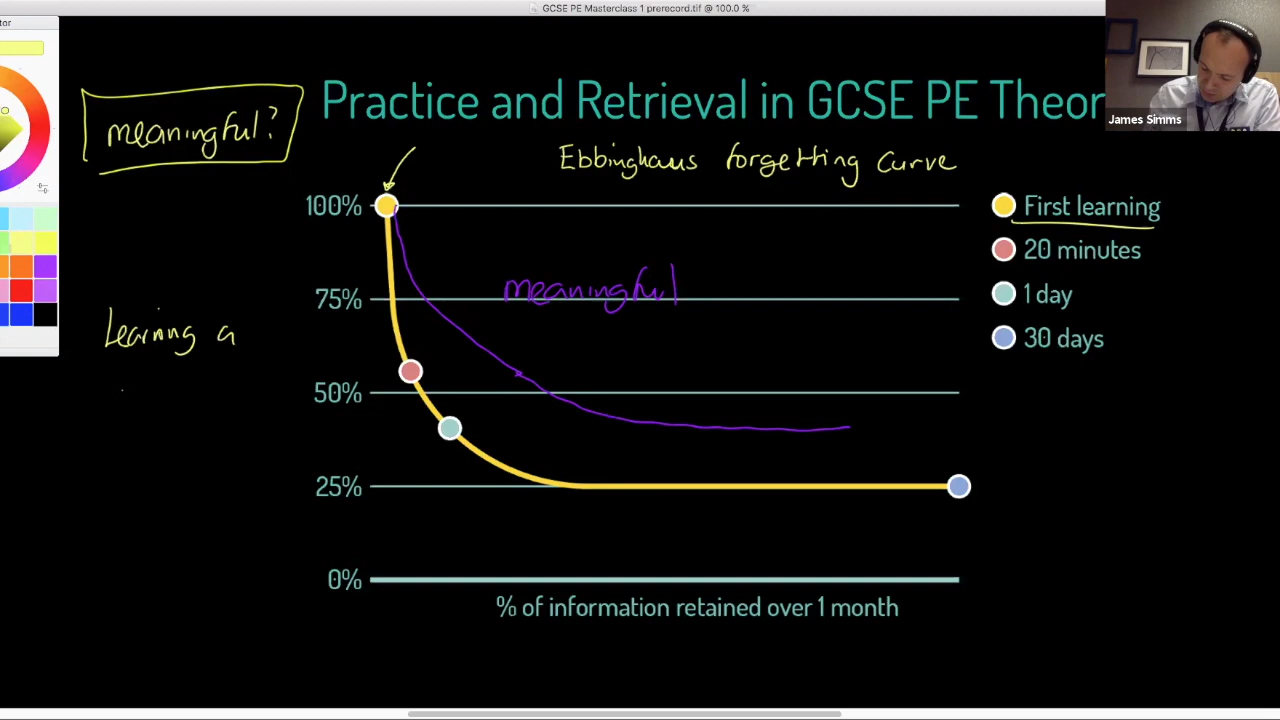 GCSE PE Masterclass 1 prerecord.tif @ 100.0 %
tor
meaningful?
Practice and Retrieval in GCSE PE Theor
James Simms
Ebbinghaus forgetting curve
100%
First learning
20 minutes
75%
meaningful
1 day
Learning a
30 days
50%
25%
0%
% of information retained over 1 month